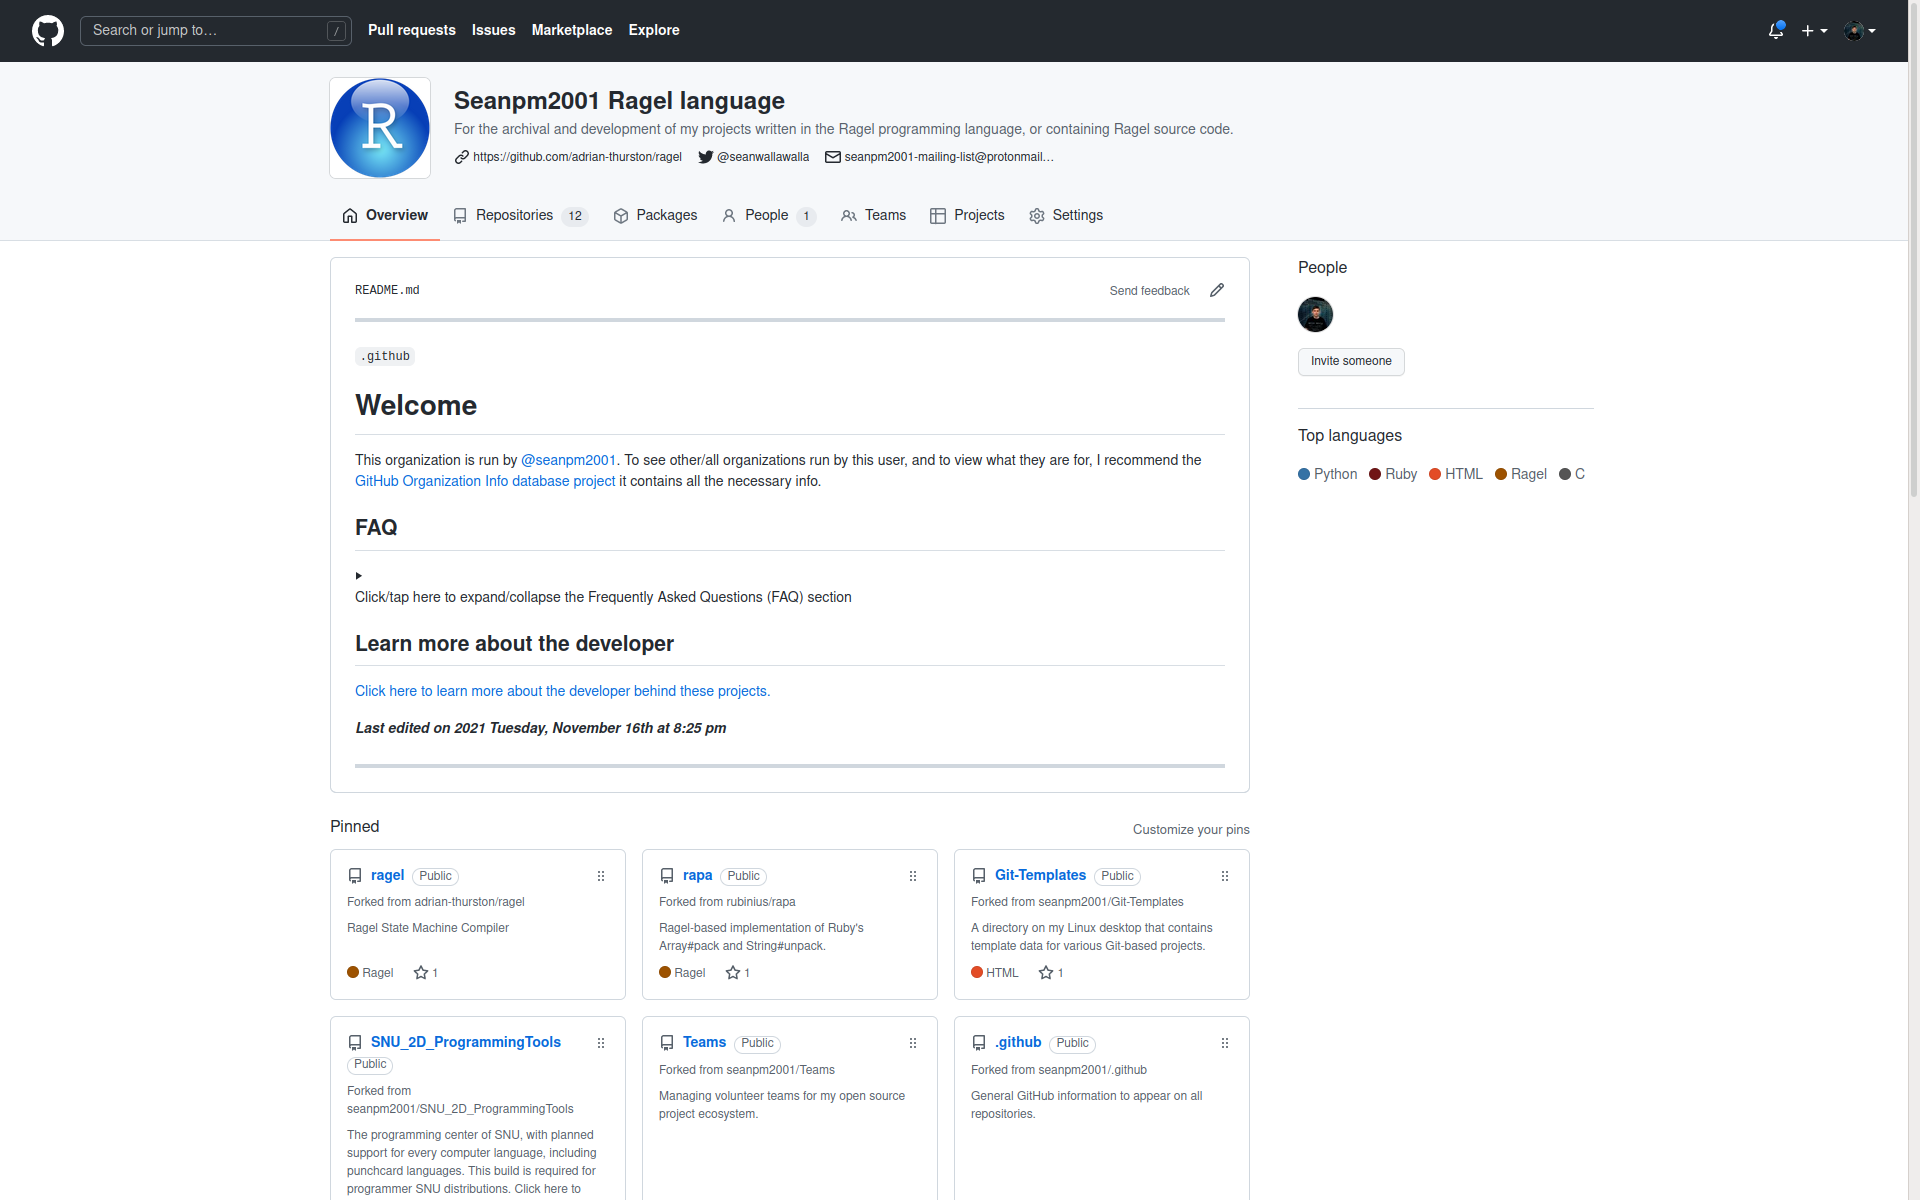 Search or jump to…
/
Pull requests
Issues
Marketplace
Explore
R
Seanpm2001 Ragel language
For the archival and development of my projects written in the Ragel programming language, or containing Ragel source code.
https://github.com/adrian-thurston/ragel
@seanwallawalla
seanpm2001-mailing-list@protonmail…
Overview
Repositories 12
Packages
People 1
Teams
Projects
Settings
README.md
Send feedback
.github
Welcome
This organization is run by @seanpm2001. To see other/all organizations run by this user, and to view what they are for, I recommend the
GitHub Organization Info database project it contains all the necessary info.
FAQ
Click/tap here to expand/collapse the Frequently Asked Questions (FAQ) section
Learn more about the developer
Click here to learn more about the developer behind these projects.
Last edited on 2021 Tuesday, November 16th at 8:25 pm
People
Invite someone
Top languages
Python Ruby HTML Ragel C
Pinned
Customize your pins
ragel Public
Forked from adrian-thurston/ragel
Ragel State Machine Compiler
Ragel 1
rapa Public
Forked from rubinius/rapa
Ragel-based implementation of Ruby's
Array#pack and String#unpack.
Ragel 1
Git-Templates Public
Forked from seanpm2001/Git-Templates
A directory on my Linux desktop that contains
template data for various Git-based projects.
HTML 1
SNU_2D_ProgrammingTools
Public
Forked from
seanpm2001/SNU_2D_ProgrammingTools
The programming center of SNU, with planned
support for every computer language, including
punchcard languages. This build is required for
programmer SNU distributions. Click here to
Teams Public
Forked from seanpm2001/Teams
Managing volunteer teams for my open source
project ecosystem.
.github Public
Forked from seanpm2001/.github
General GitHub information to appear on all
repositories.